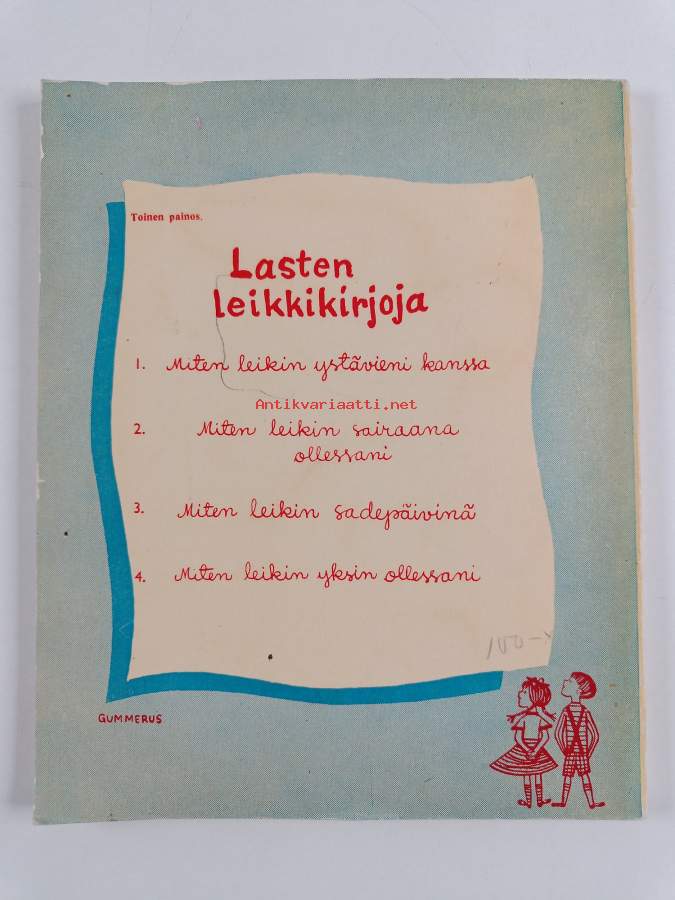 Toinen painos.
Lasten
leikkikirjoja
1. Miten leikin ystävieni kanssa
Antikvariaatti.net
2. Miten leikin sairaana
ollessani
3. Miten leikin sadepäivinä
4. Miten leikin yksin ollessani
100-
GUMMERUS